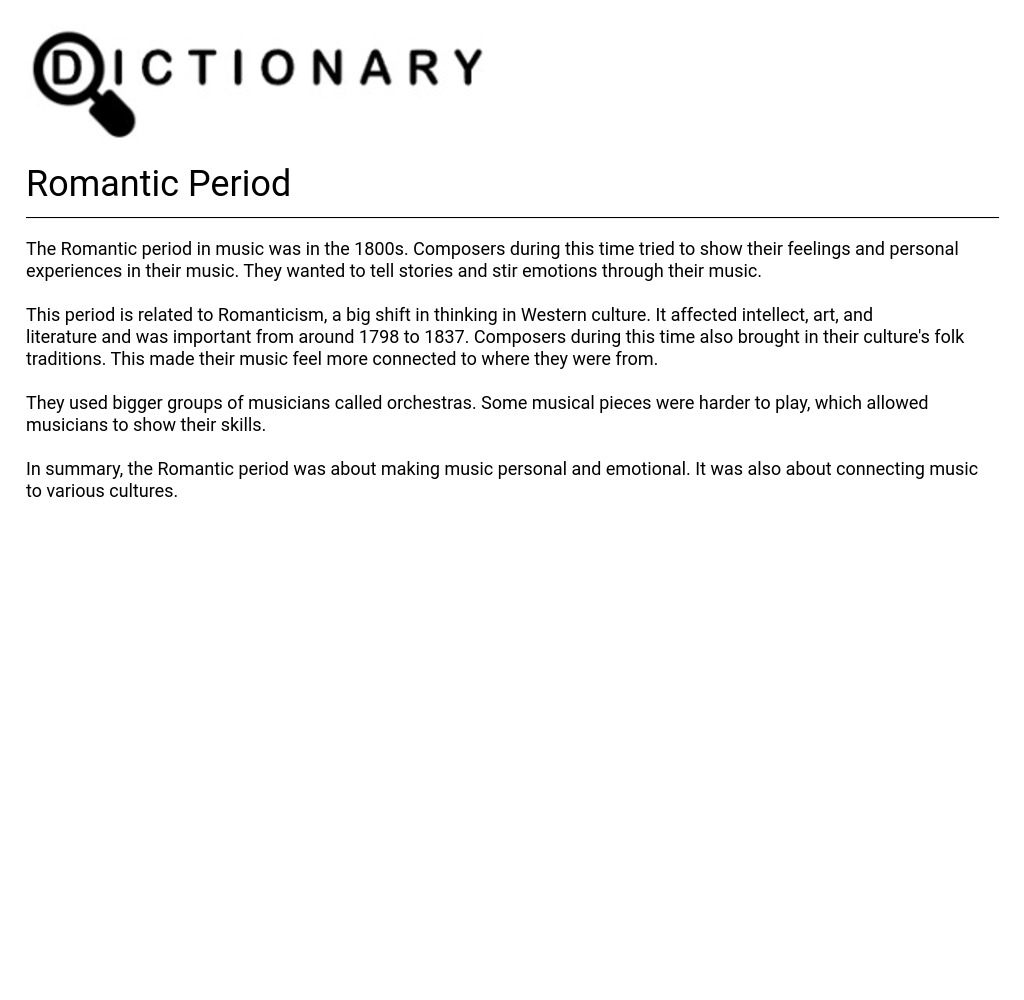 DICTIONARY
Romantic Period
The Romantic period in music was in the 1800s. Composers during this time tried to show their feelings and personal
experiences in their music. They wanted to tell stories and stir emotions through their music.
This period is related to Romanticism, a big shift in thinking in Western culture. It affected intellect, art, and
literature and was important from around 1798 to 1837. Composers during this time also brought in their culture's folk
traditions. This made their music feel more connected to where they were from.
They used bigger groups of musicians called orchestras. Some musical pieces were harder to play, which allowed
musicians to show their skills.
In summary, the Romantic period was about making music personal and emotional. It was also about connecting music
to various cultures.